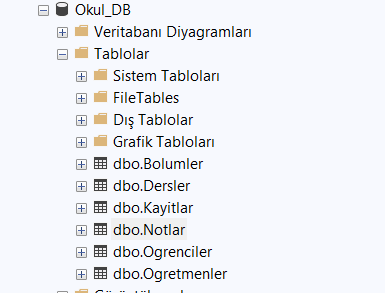 Okul_DB
Veritabanı Diyagramları
Tablolar
Sistem Tabloları
FileTables
Dış Tablolar
Grafik Tabloları
dbo.Bolumler
dbo.Dersler
dbo.Kayitlar
dbo.Notlar
dbo.Ogrenciler
dbo.Ogretmenler